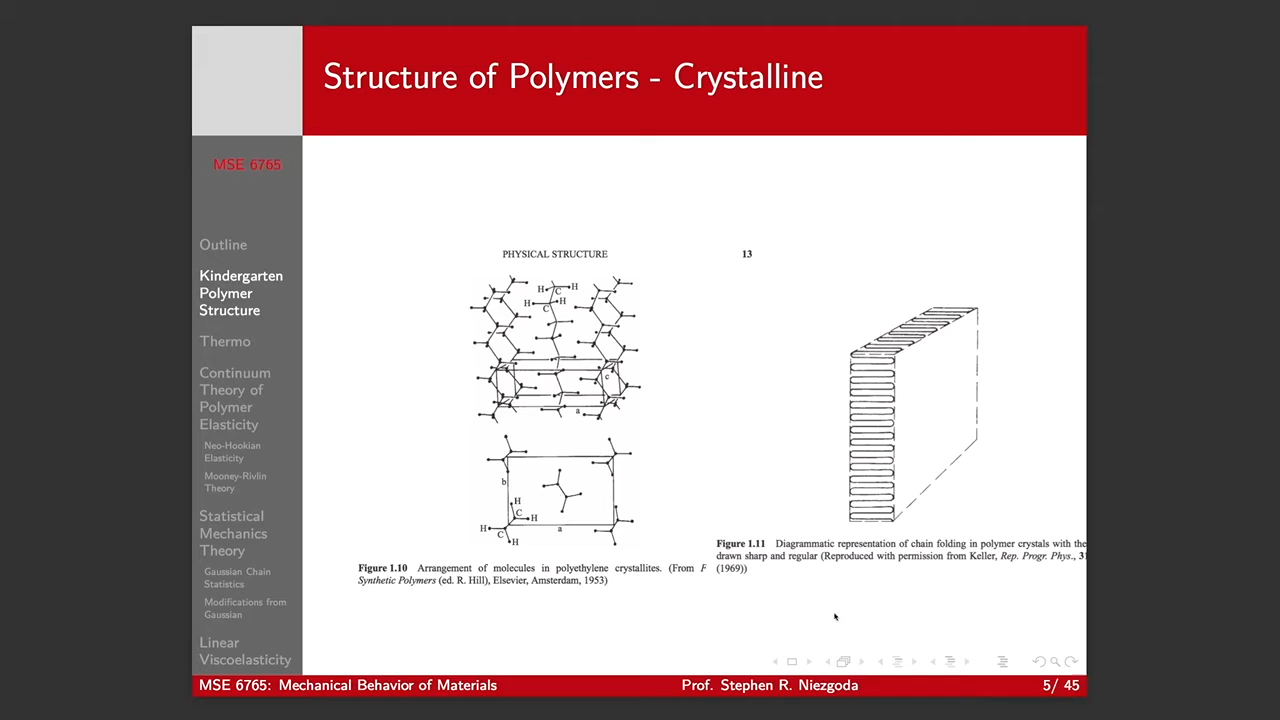 Structure of Polymers - Crystalline
MSE 6765
Outline
Kindergarten
Polymer
Structure
Thermo
Continuum
Theory of
Polymer
Elasticity
Neo-Hookian
Elasticity
Mooney-Rivlin
Theory
Statistical
Mechanics
Theory
Gaussian Chain
Statistics
Modifications from
Gaussian
Linear
Viscoelasticity
PHYSICAL STRUCTURE
13
H C H
H C H
c
a
b
H
C H
H C
H
a
Figure 1.10 Arrangement of molecules in polyethylene crystallites. (From F
Synthetic Polymers (ed. R. Hill), Elsevier, Amsterdam, 1953)
Figure 1.11 Diagrammatic representation of chain folding in polymer crystals with the
drawn sharp and regular (Reproduced with permission from Keller, Rep. Progr. Phys., 31
(1969))
MSE 6765: Mechanical Behavior of Materials
Prof. Stephen R. Niezgoda
5/ 45